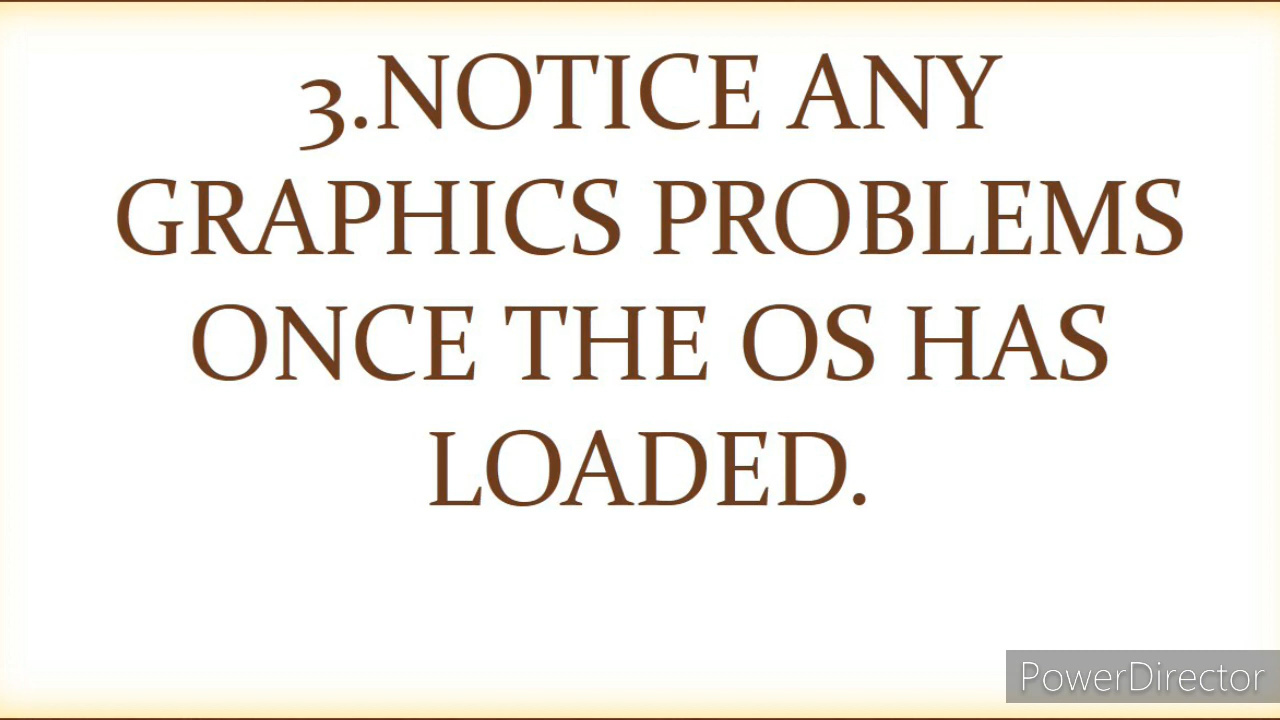 3.NOTICE ANY
GRAPHICS PROBLEMS
ONCE THE OS HAS
LOADED.
PowerDirector